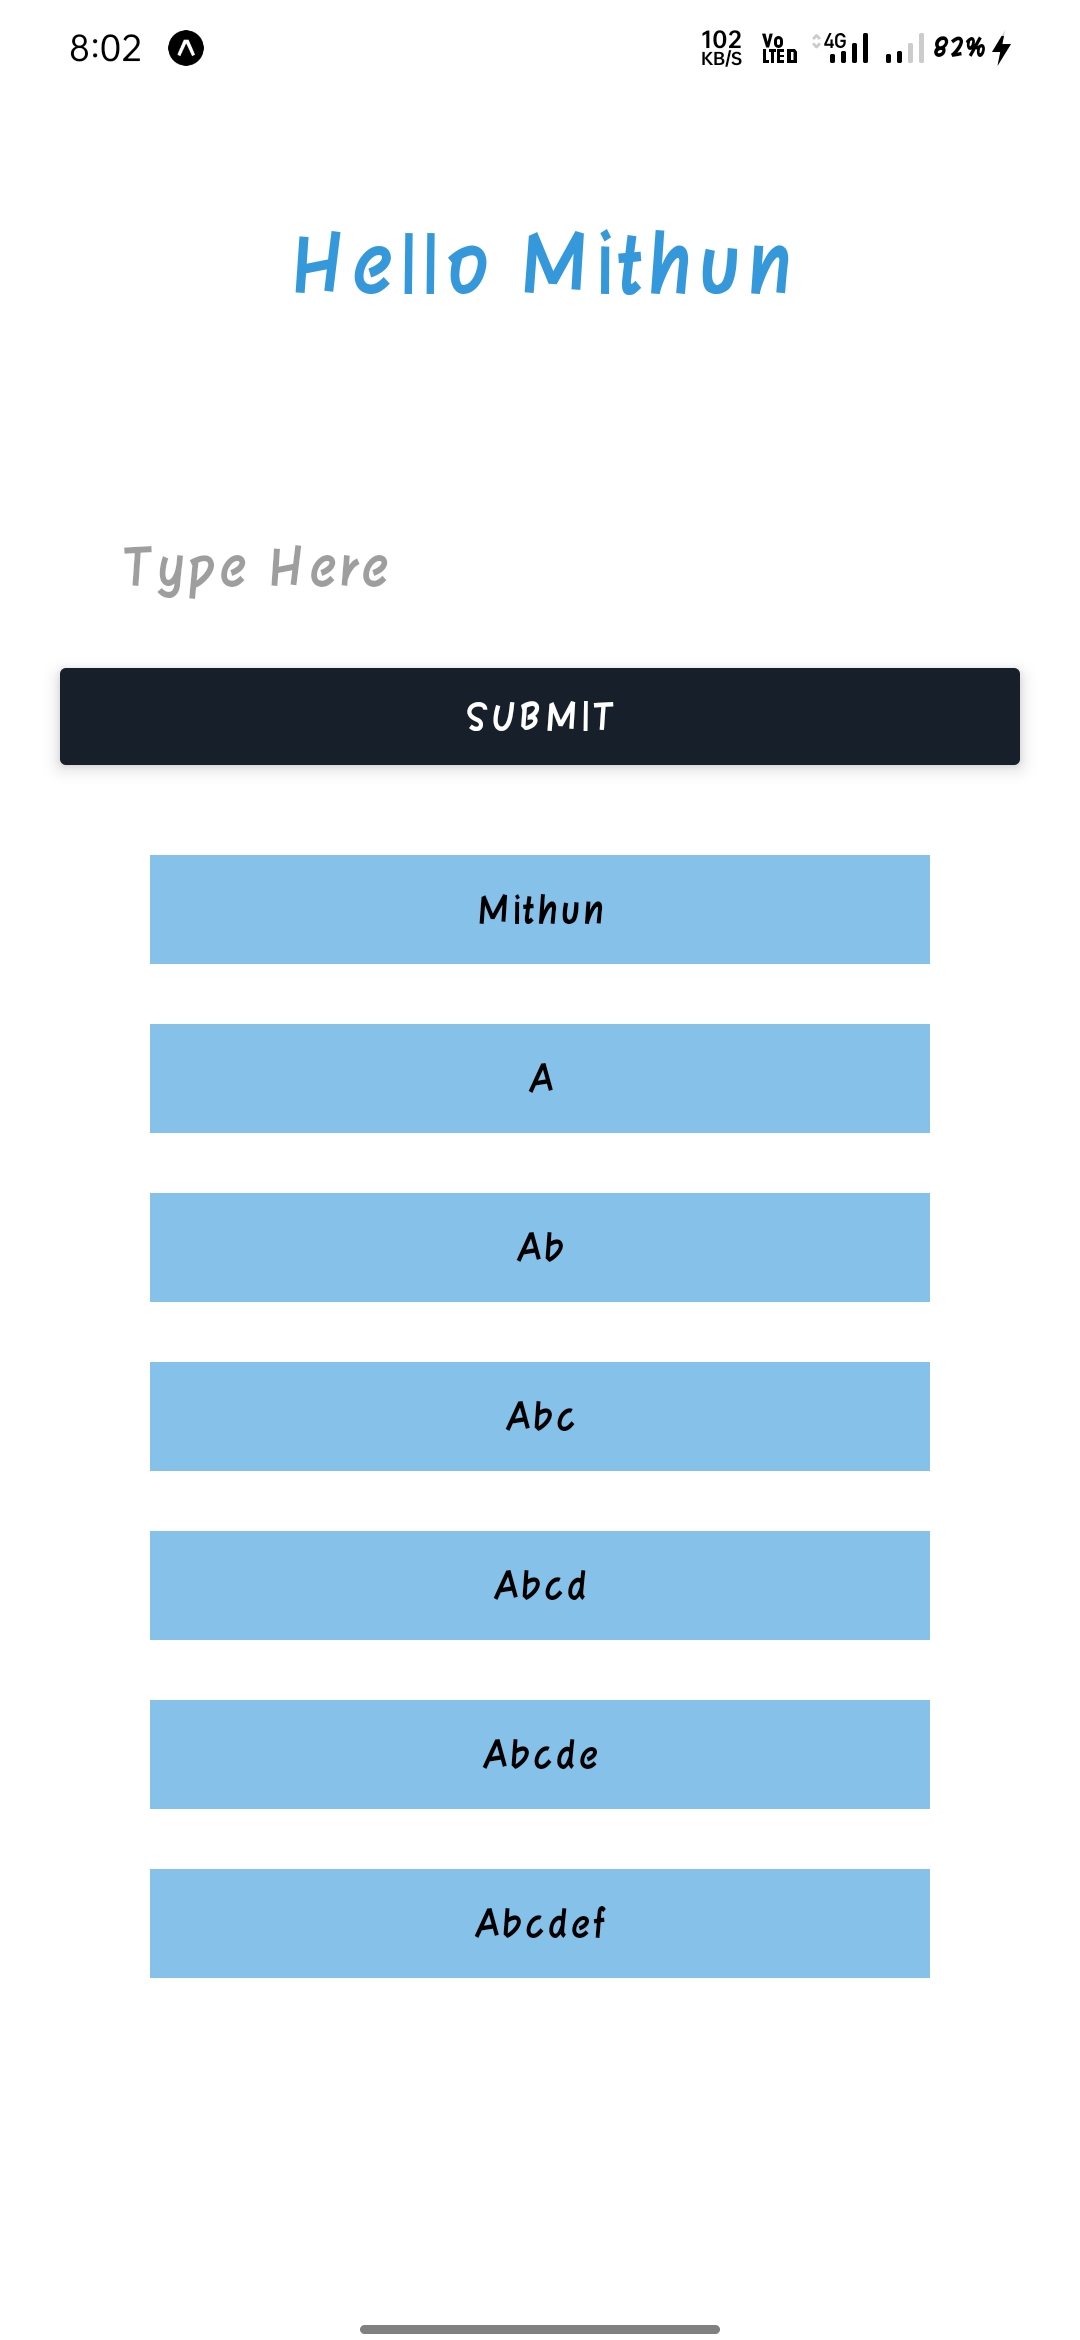 8:02 102 KB/S Vo LTE D 4G 82%
Hello Mithun
Type Here
SUBMIT
Mithun
A
Ab
Abc
Abcd
Abcde
Abcdef